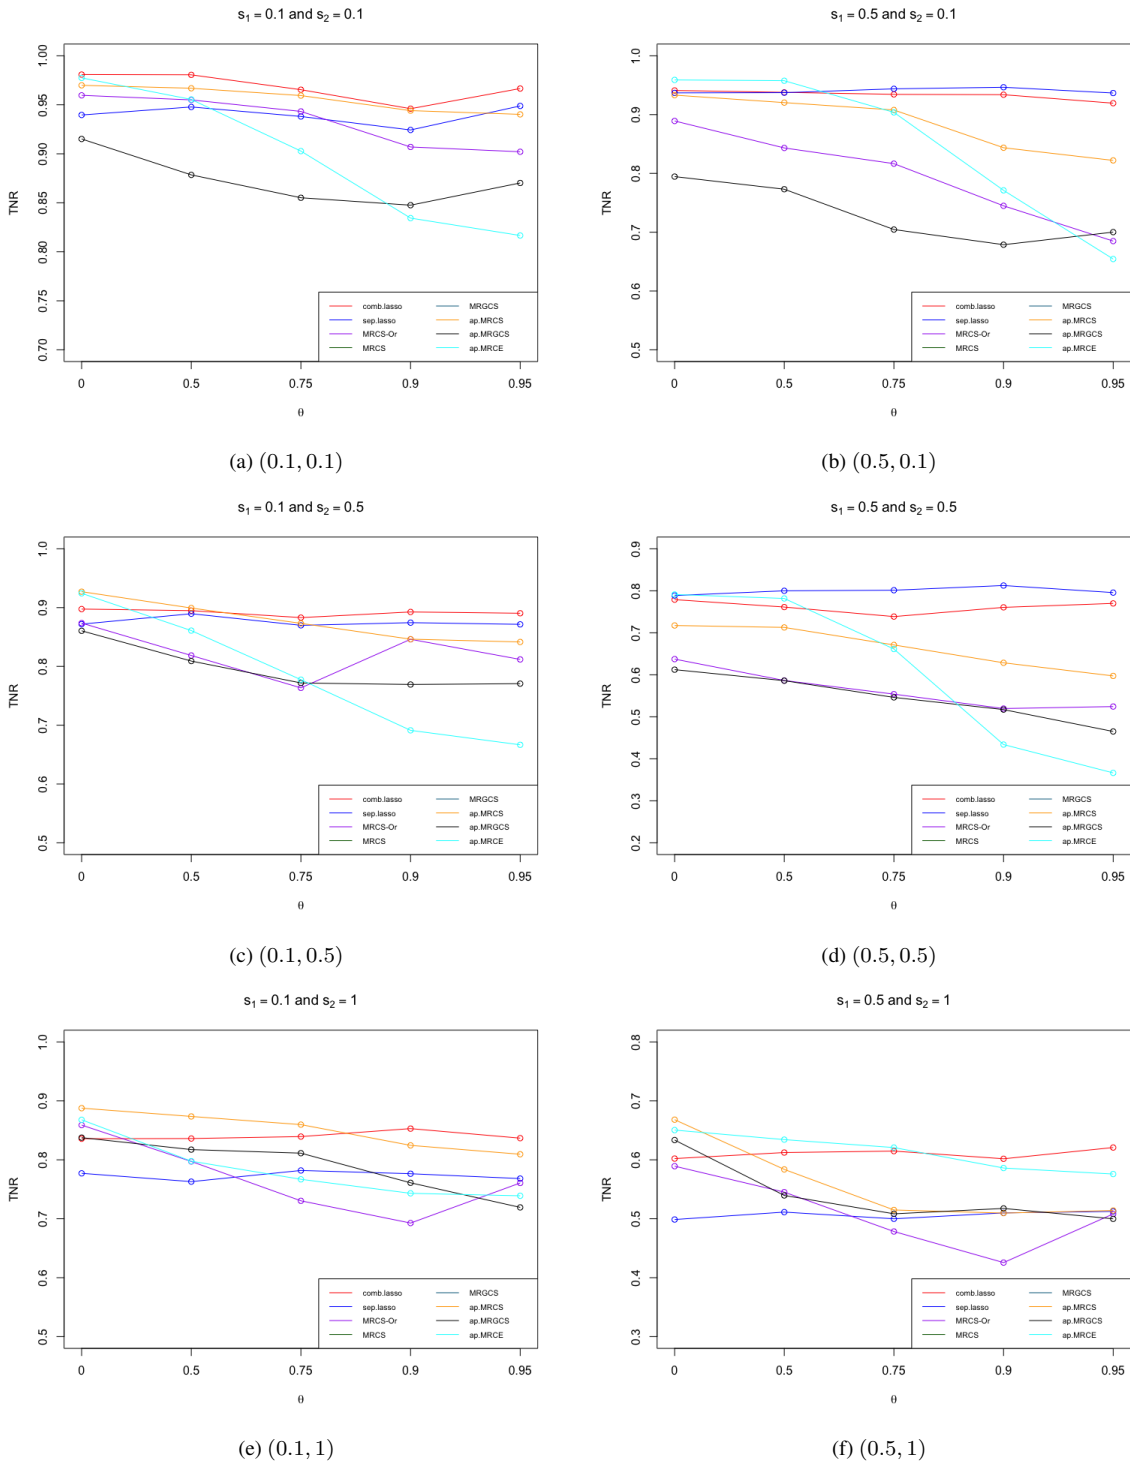 s1 = 0.1 and s2 = 0.1
TNR
1.00
0.95
0.90
0.85
0.80
0.75
0.70
comb.lasso
sep.lasso
MRCS-Or
MRCS
MRGCS
ap.MRCS
ap.MRGCS
ap.MRCE
0 0.5 0.75 0.9 0.95
θ
(a) (0.1, 0.1)
s1 = 0.5 and s2 = 0.1
TNR
1.0
0.9
0.8
0.7
0.6
0.5
comb.lasso
sep.lasso
MRCS-Or
MRCS
MRGCS
ap.MRCS
ap.MRGCS
ap.MRCE
0 0.5 0.75 0.9 0.95
θ
(b) (0.5, 0.1)
s1 = 0.1 and s2 = 0.5
TNR
1.0
0.9
0.8
0.7
0.6
0.5
comb.lasso
sep.lasso
MRCS-Or
MRCS
MRGCS
ap.MRCS
ap.MRGCS
ap.MRCE
0 0.5 0.75 0.9 0.95
θ
(c) (0.1, 0.5)
s1 = 0.5 and s2 = 0.5
TNR
0.9
0.8
0.7
0.6
0.5
0.4
0.3
0.2
comb.lasso
sep.lasso
MRCS-Or
MRCS
MRGCS
ap.MRCS
ap.MRGCS
ap.MRCE
0 0.5 0.75 0.9 0.95
θ
(d) (0.5, 0.5)
s1 = 0.1 and s2 = 1
TNR
1.0
0.9
0.8
0.7
0.6
0.5
comb.lasso
sep.lasso
MRCS-Or
MRCS
MRGCS
ap.MRCS
ap.MRGCS
ap.MRCE
0 0.5 0.75 0.9 0.95
θ
(e) (0.1, 1)
s1 = 0.5 and s2 = 1
TNR
0.8
0.7
0.6
0.5
0.4
0.3
comb.lasso
sep.lasso
MRCS-Or
MRCS
MRGCS
ap.MRCS
ap.MRGCS
ap.MRCE
0 0.5 0.75 0.9 0.95
θ
(f) (0.5, 1)